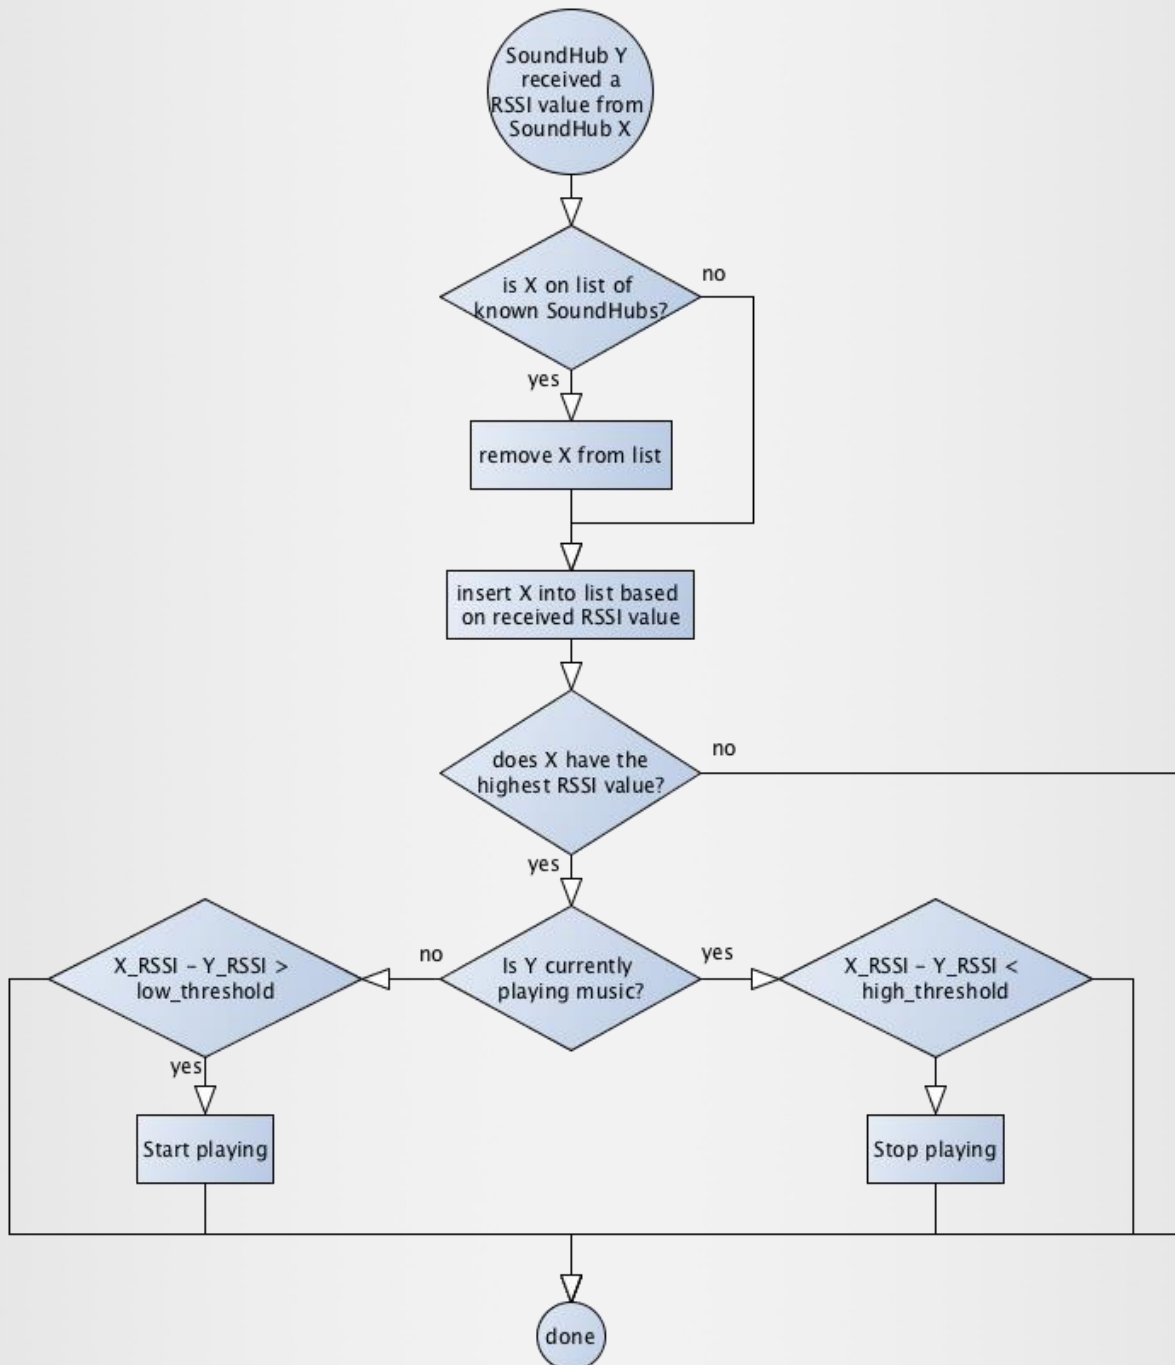 SoundHub Y
received a
RSSI value from
SoundHub X
is X on list of
known SoundHubs?
no
yes
remove X from list
insert X into list based
on received RSSI value
does X have the
highest RSSI value?
no
yes
X_RSSI – Y_RSSI >
low_threshold
no
Is Y currently
playing music?
yes
X_RSSI – Y_RSSI <
high_threshold
yes
Start playing
Stop playing
done